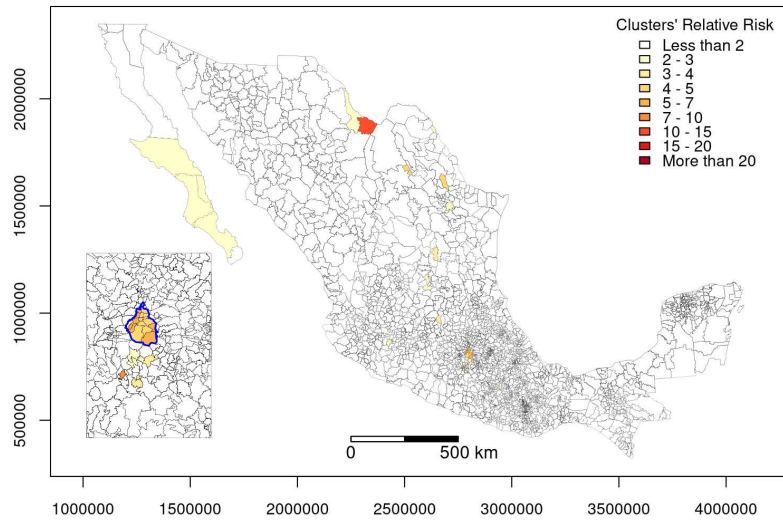 Clusters' Relative Risk
Less than 2
2 - 3
3 - 4
4 - 5
5 - 7
7 - 10
10 - 15
15 - 20
More than 20
2000000
1500000
1000000
500000
0 500 km
1000000 1500000 2000000 2500000 3000000 3500000 4000000